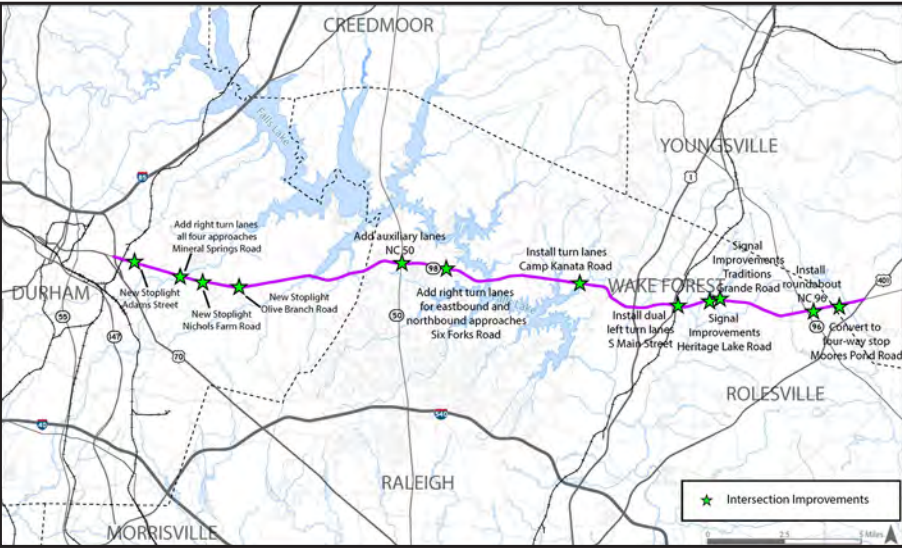 CREEDMOOR
Falls Lake
YOUNGSVILLE
1
85
Add right turn lanes
all four approaches
Mineral Springs Road
Add auxiliary lanes
NC 50
98
Install turn lanes
Camp Kanata Road
Signal
Improvements
Traditions
Grande Road
Install
roundabout
NC 96
401
DURHAM
WAKE FOREST
New Stoplight
Adams Street
New Stoplight
Nichols Farm Road
New Stoplight
Olive Branch Road
Add right turn lanes
for eastbound and
northbound approaches
Six Forks Road
Lake
Install dual
left turn lanes
S Main Street
Signal
Improvements
Heritage Lake Road
96
Convert to
four-way stop
Moores Pond Road
55
147
50
70
ROLESVILLE
40
540
RALEIGH
MORRISVILLE
Intersection Improvements
0 2.5 5 Miles